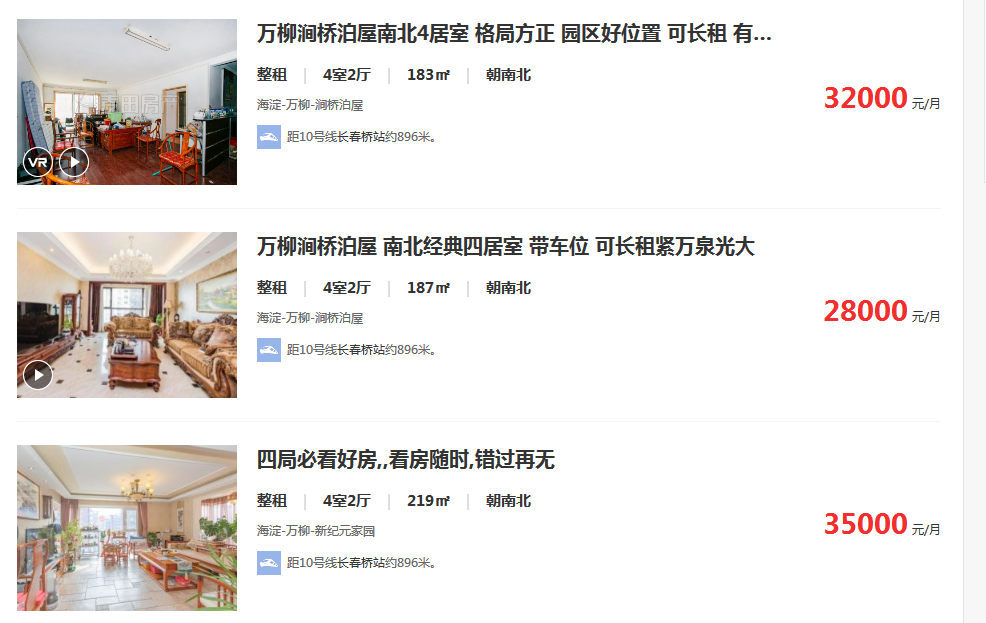 万柳涧桥泊屋南北4居室 格局方正 园区好位置 可长租 有...
整租 | 4室2厅 | 183㎡ | 朝南北
32000 元/月
海淀-万柳-涧桥泊屋
距10号线长春桥站约896米。
VR
万柳涧桥泊屋 南北经典四居室 带车位 可长租紧万泉光大
整租 | 4室2厅 | 187㎡ | 朝南北
28000 元/月
海淀-万柳-涧桥泊屋
距10号线长春桥站约896米。
四局必看好房,,看房随时,错过再无
整租 | 4室2厅 | 219㎡ | 朝南北
35000 元/月
海淀-万柳-新纪元家园
距10号线长春桥站约896米。